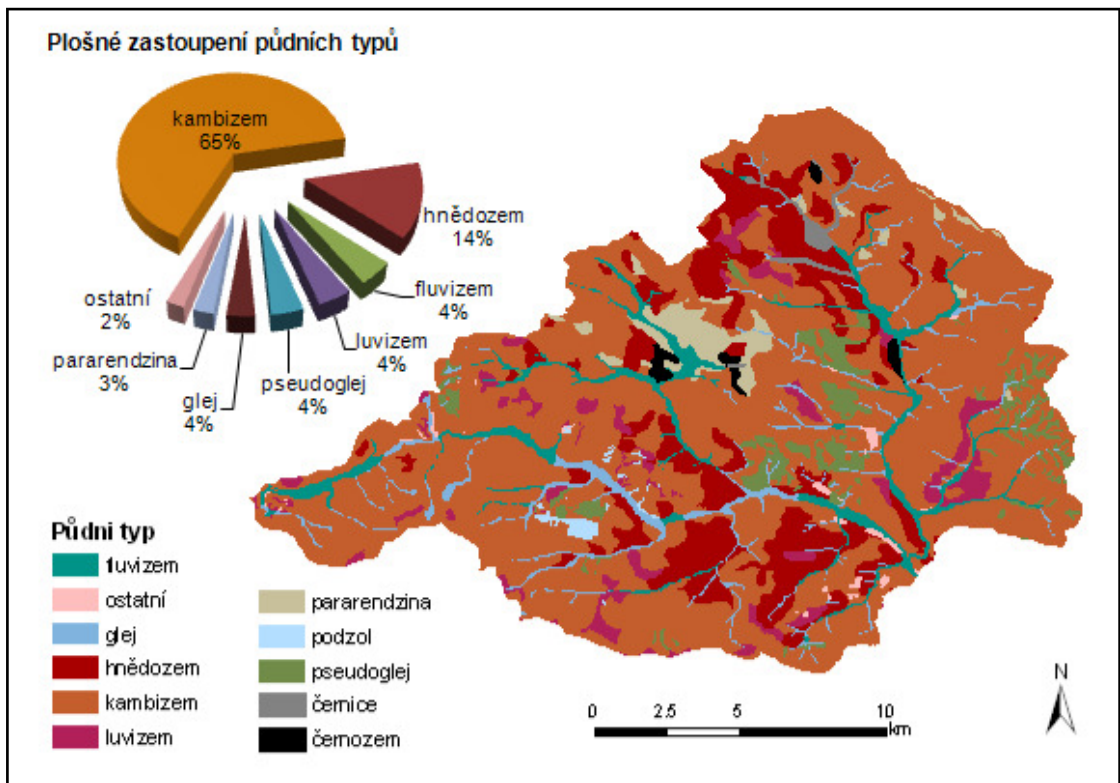 Plošné zastoupení půdních typů
kambizem
65%
hnědozem
14%
fluvizem
4%
luvizem
4%
pseudoglej
4%
glej
4%
pararendzina
3%
ostatní
2%
Půdni typ
fluvizem
ostatní
glej
hnědozem
kambizem
luvizem
pararendzina
podzol
pseudoglej
černice
černozem
0 2.5 5 10
km
N